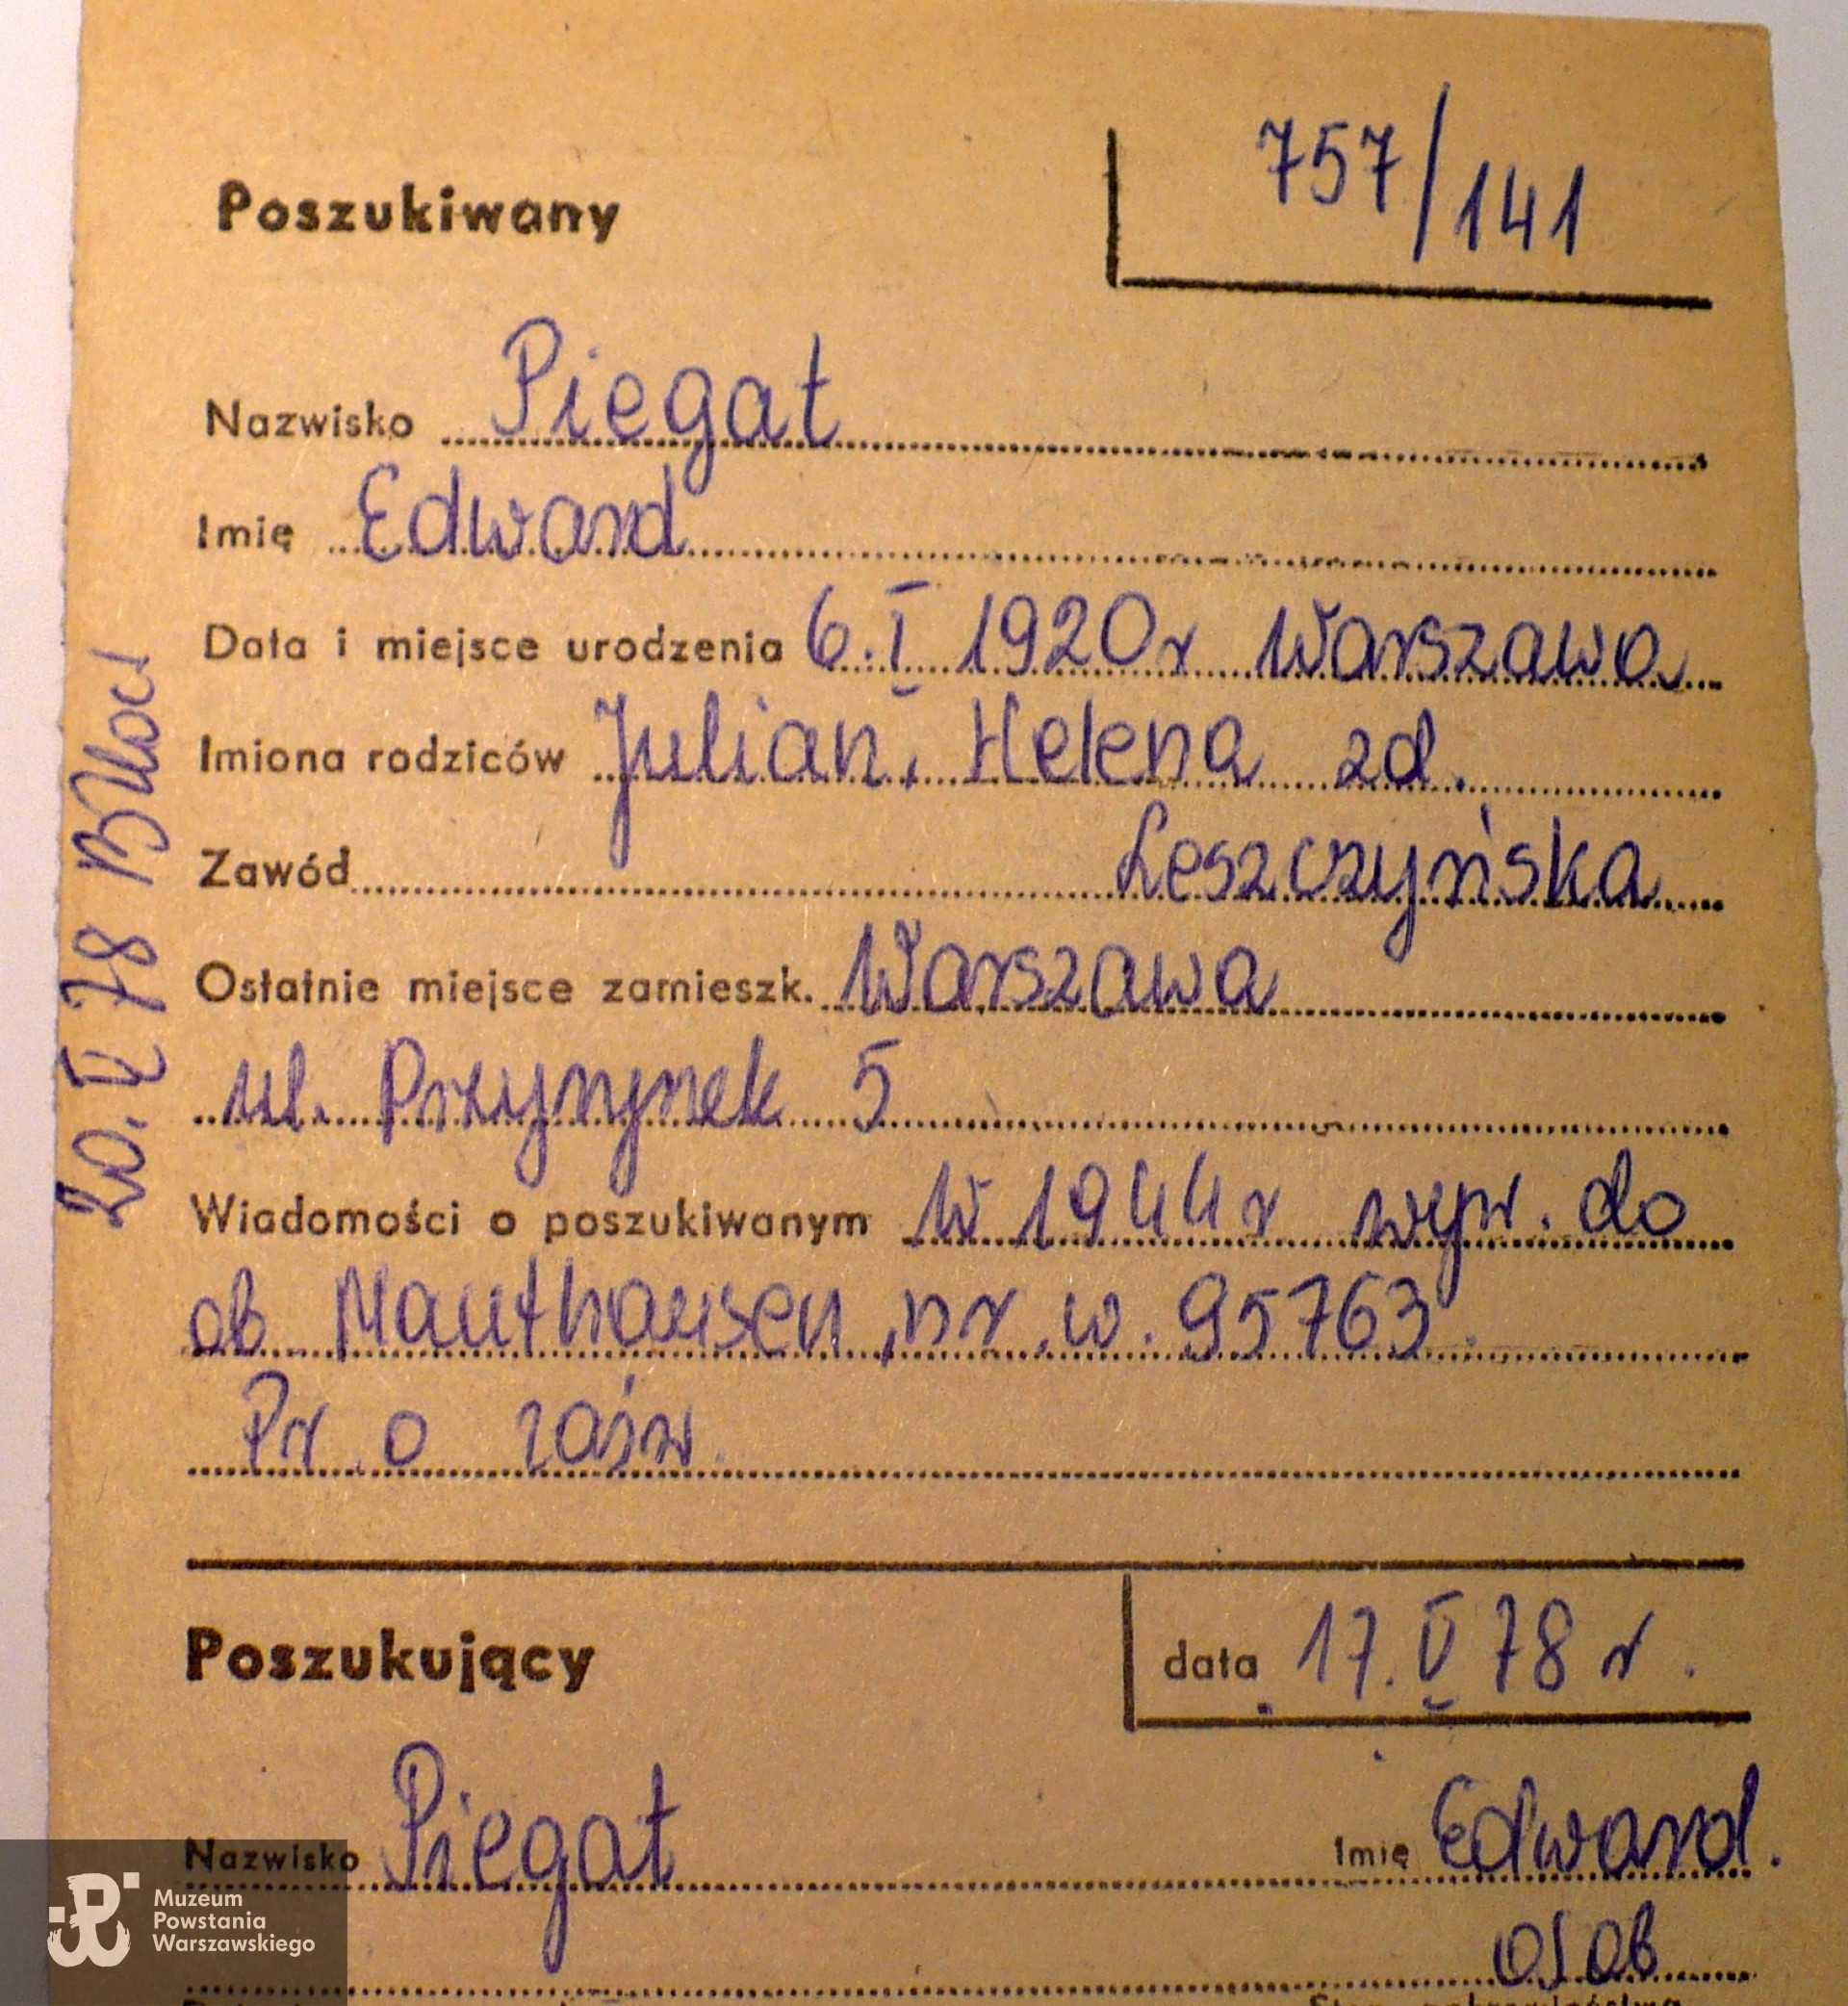 757/141
Poszukiwany
Nazwisko Piegat
Imię Edward
Data i miejsce urodzenia 6.I 1920r Warszawa
Imiona rodziców Julian, Helena zd.
Zawód Leszczyńska
Ostatnie miejsce zamieszk. Warszawa
ul. Przyrynek 5
Wiadomości o poszukiwanym W 1944r wyw. do
ob Mauthausen, nr. w. 95763.
Pr. o zaśw.
20.V 78
Poszukujący
data 17.V 78 r.
Nazwisko Piegat Imię Edward.
osob
Muzeum
Powstania
Warszawskiego